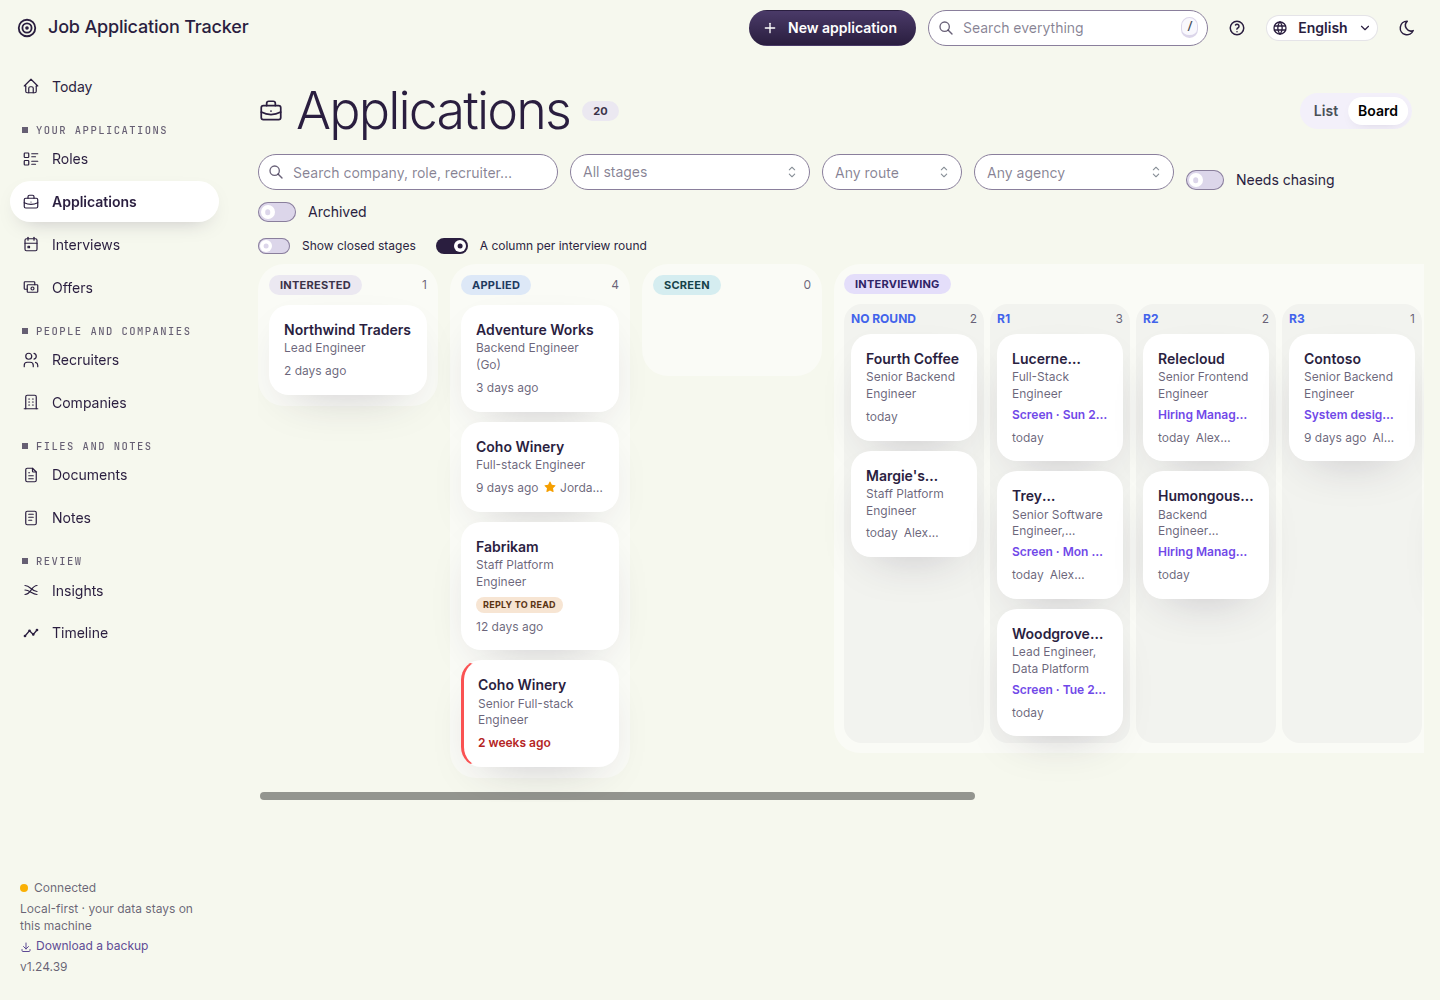 Job Application Tracker
New application
Search everything
/
English
Today
YOUR APPLICATIONS
Roles
Applications
Interviews
Offers
PEOPLE AND COMPANIES
Recruiters
Companies
FILES AND NOTES
Documents
Notes
REVIEW
Insights
Timeline
Connected
Local-first · your data stays on
this machine
Download a backup
v1.24.39
Applications 20
List Board
Search company, role, recruiter...
All stages
Any route
Any agency
Needs chasing
Archived
Show closed stages
A column per interview round
INTERESTED 1
Northwind Traders
Lead Engineer
2 days ago
APPLIED 4
Adventure Works
Backend Engineer
(Go)
3 days ago
Coho Winery
Full-stack Engineer
9 days ago Jorda...
Fabrikam
Staff Platform
Engineer
REPLY TO READ
12 days ago
Coho Winery
Senior Full-stack
Engineer
2 weeks ago
SCREEN 0
INTERVIEWING
NO ROUND 2
Fourth Coffee
Senior Backend
Engineer
today
Margie's...
Staff Platform
Engineer
today Alex...
R1 3
Lucerne...
Full-Stack
Engineer
Screen · Sun 2...
today
Trey...
Senior Software
Engineer,...
Screen · Mon ...
today Alex...
Woodgrove...
Lead Engineer,
Data Platform
Screen · Tue 2...
today
R2 2
Relecloud
Senior Frontend
Engineer
Hiring Manag...
today Alex...
Humongous...
Backend
Engineer...
Hiring Manag...
today
R3 1
Contoso
Senior Backend
Engineer
System desig...
9 days ago Al...